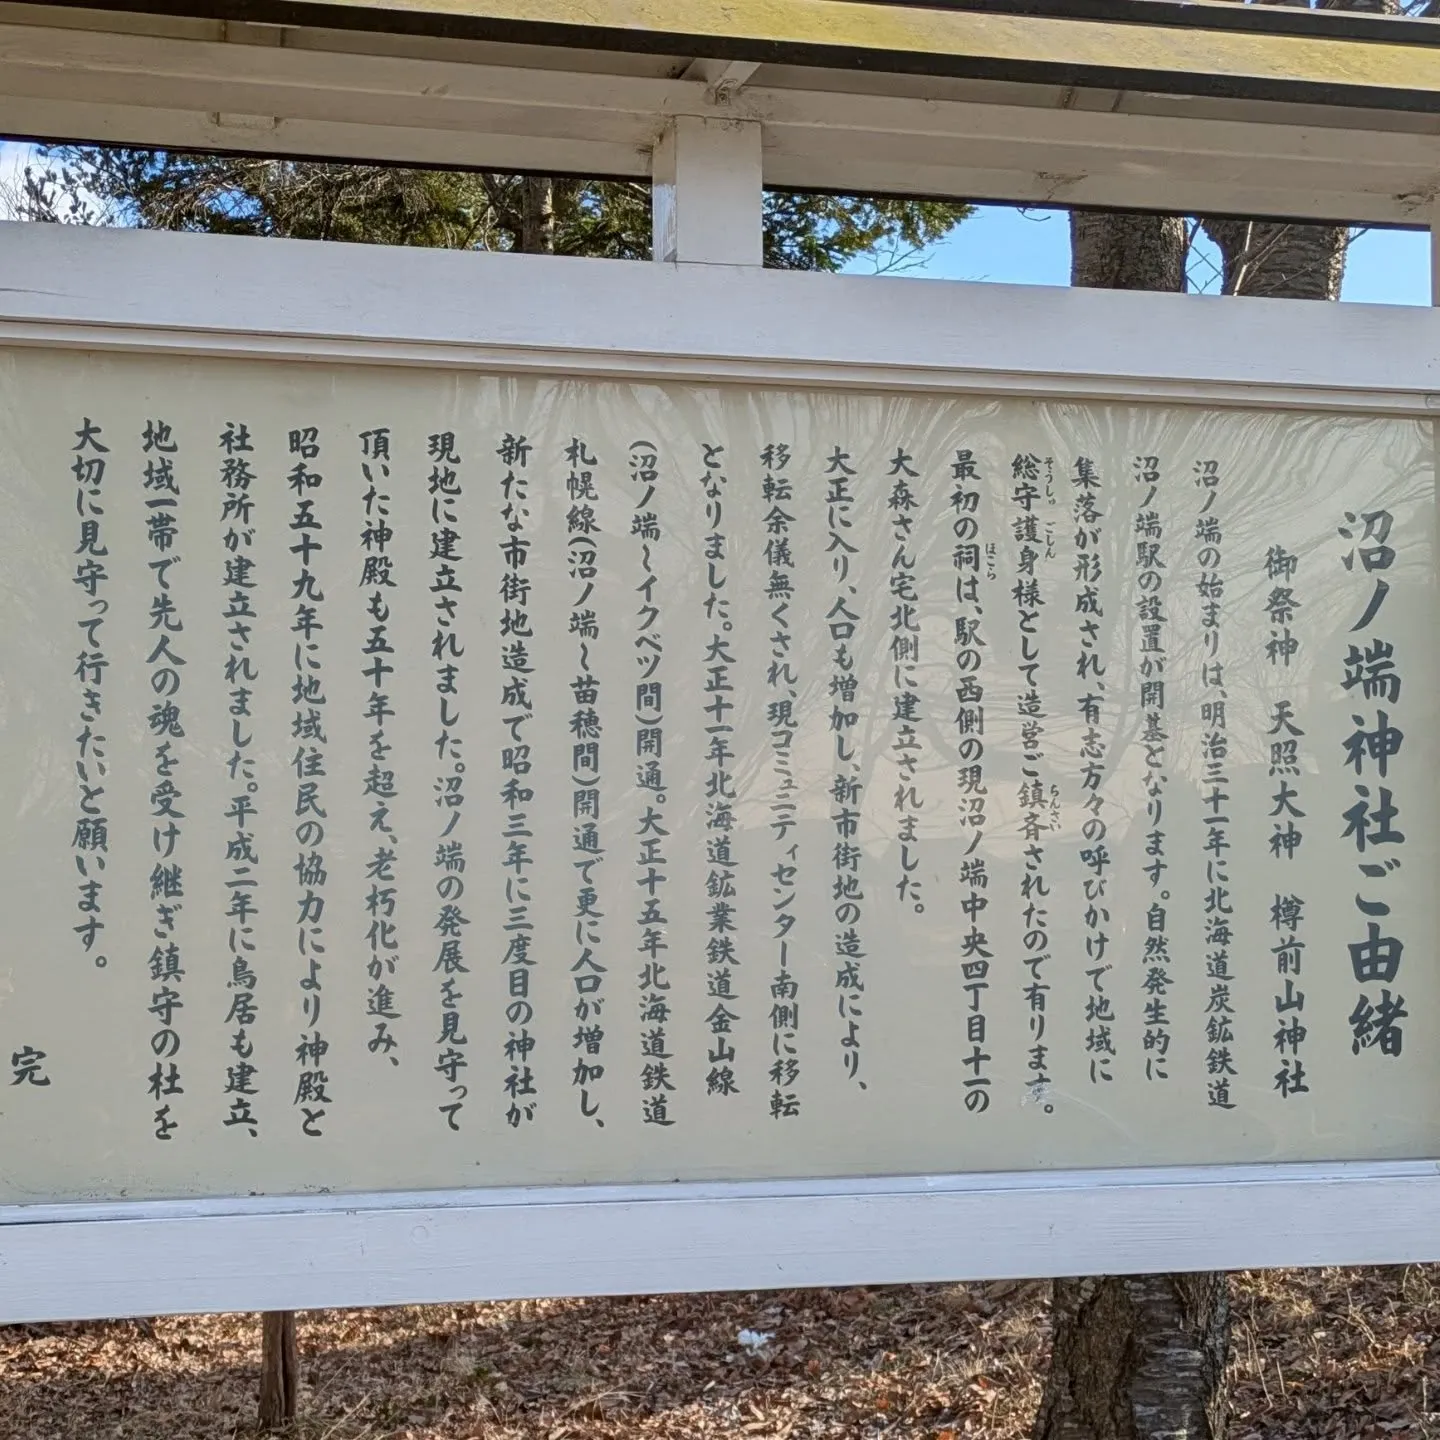 沼ノ端神社ご由緒
御祭神　天照大神　樽前山神社
沼ノ端の始まりは、明治三十一年に北海道炭鉱鉄道
沼ノ端駅の設置が開基となります。自然発生的に
集落が形成され、有志方々の呼びかけで地域に
総守護身様として造営ご鎮斉されたので有ります。
そうしゅ　ごしん
ちんさい
最初の祠は、駅の西側の現沼ノ端中央四丁目十一の
ほこら
大森さん宅北側に建立されました。
大正に入り、人口も増加し、新市街地の造成により、
移転余儀無くされ、現コミュニティセンター南側に移転
となりました。大正十一年北海道鉱業鉄道金山線
(沼ノ端〜イクベツ間)開通。大正十五年北海道鉄道
札幌線(沼ノ端〜苗穂間)開通で更に人口が増加し、
新たな市街地造成で昭和三年に三度目の神社が
現地に建立されました。沼ノ端の発展を見守って
頂いた神殿も五十年を超え、老朽化が進み、
昭和五十九年に地域住民の協力により神殿と
社務所が建立されました。平成二年に鳥居も建立、
地域一帯で先人の魂を受け継ぎ鎮守の杜を
大切に見守って行きたいと願います。
完